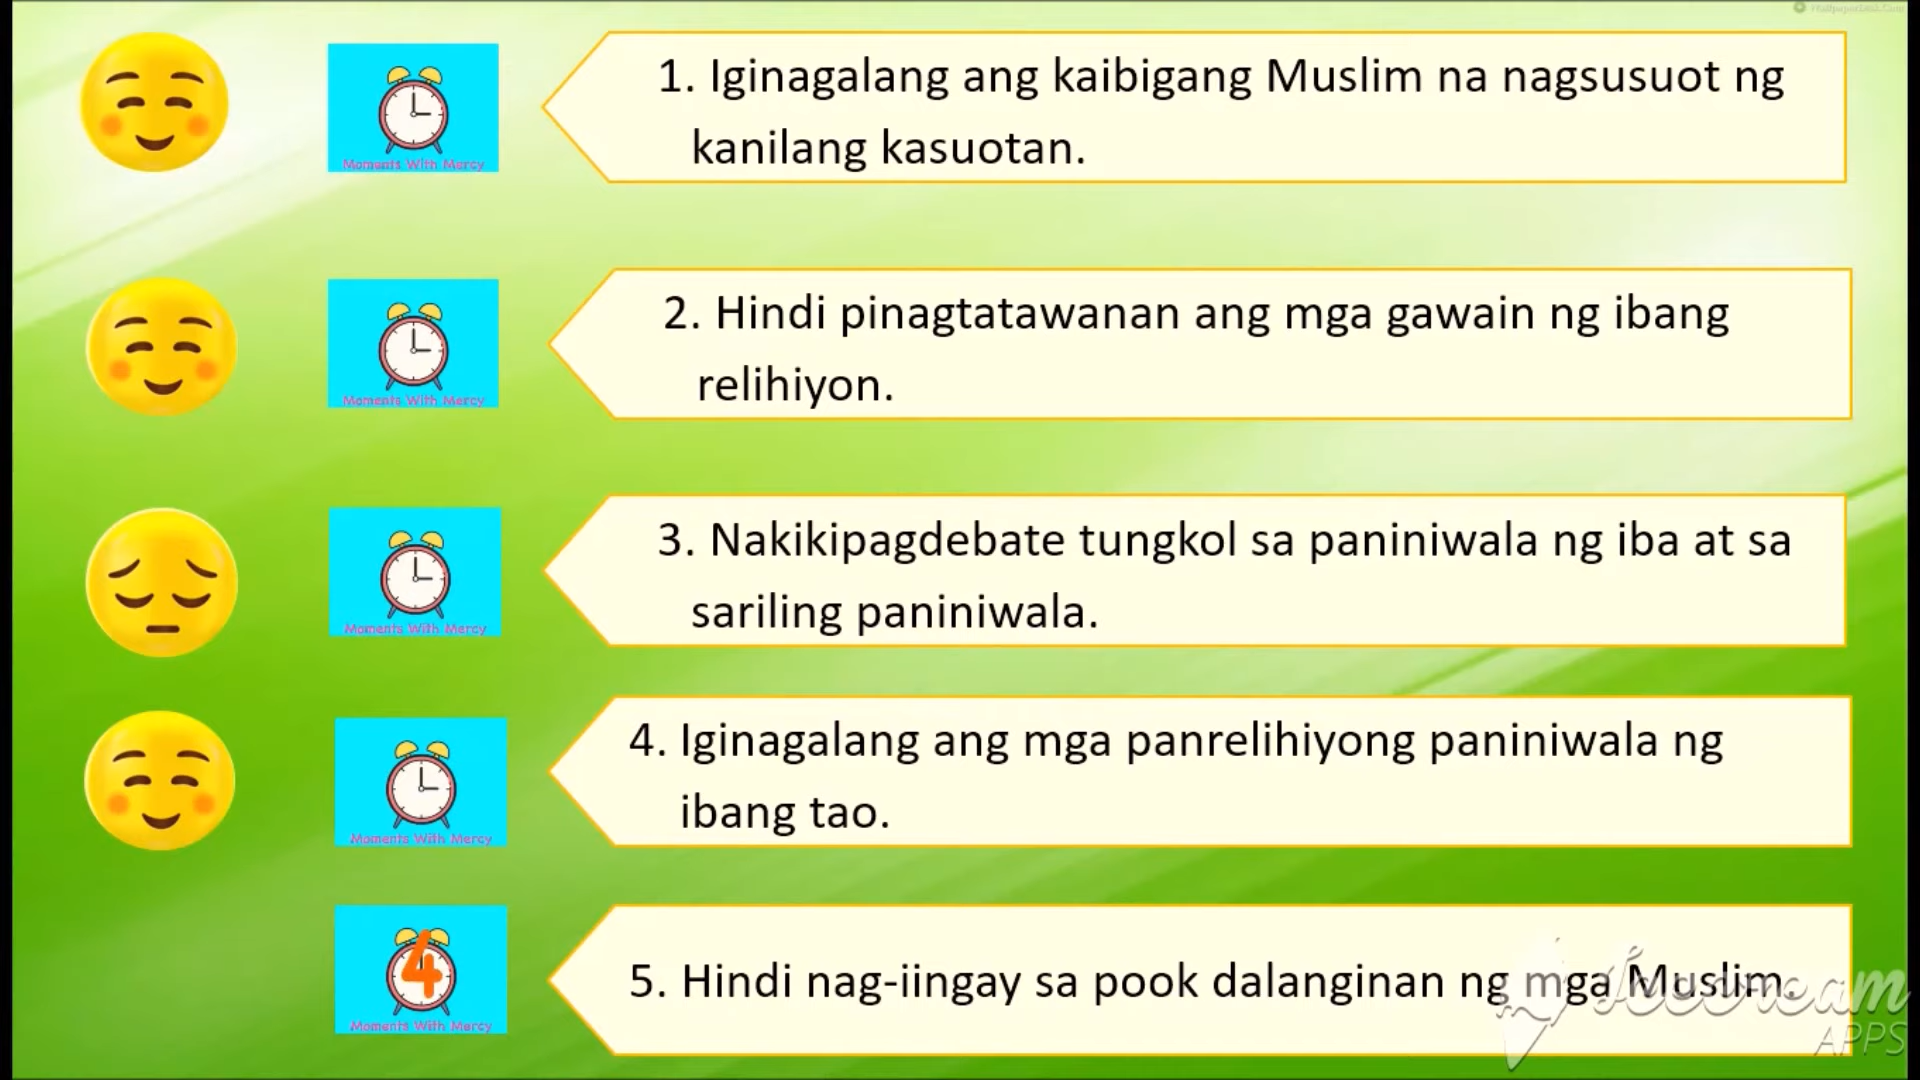 1. Iginagalang ang kaibigang Muslim na nagsusuot ng
kanilang kasuotan.
Moments With Mercy
2. Hindi pinagtatawanan ang mga gawain ng ibang
relihiyon.
Moments With Mercy
3. Nakikipagdebate tungkol sa paniniwala ng iba at sa
sariling paniniwala.
Moments With Mercy
4. Iginagalang ang mga panrelihiyong paniniwala ng
ibang tao.
Moments With Mercy
4
5. Hindi nag-iingay sa pook dalanginan ng mga Muslim.
Moments With Mercy
APPS